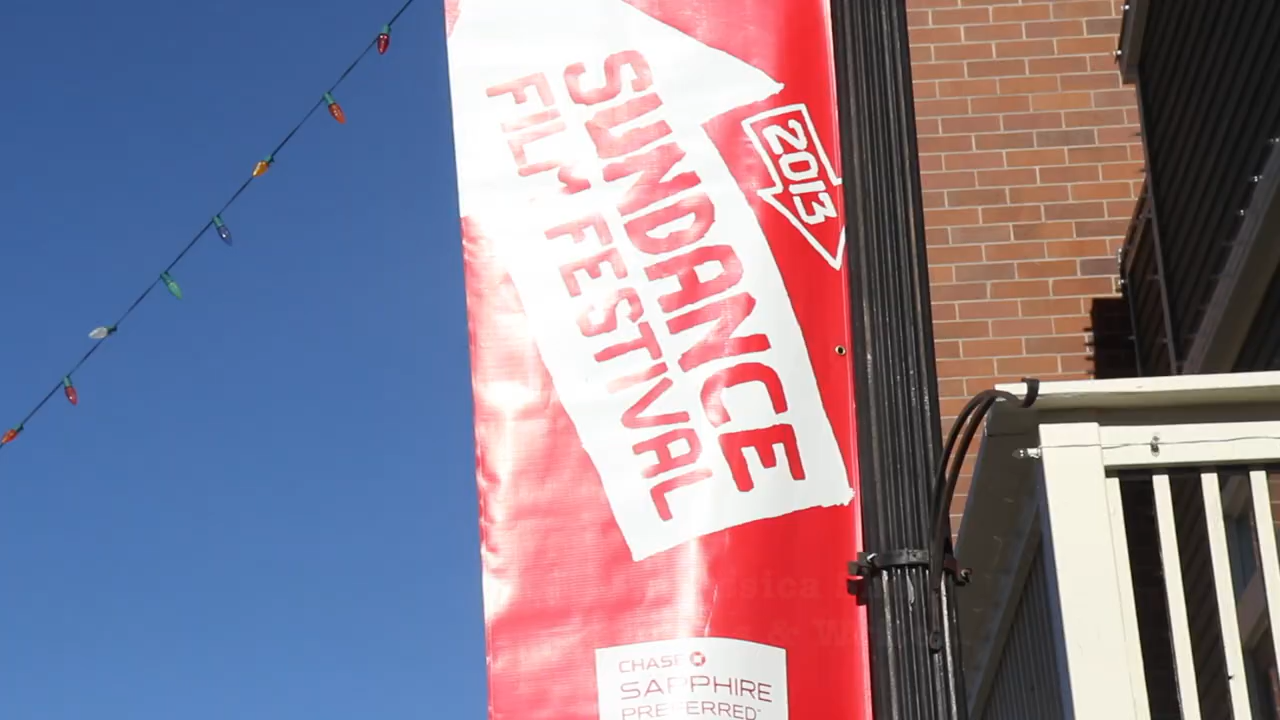 SUNDANCE
FILM FESTIVAL
2013
CHASE
SAPPHIRE
PREFERRED